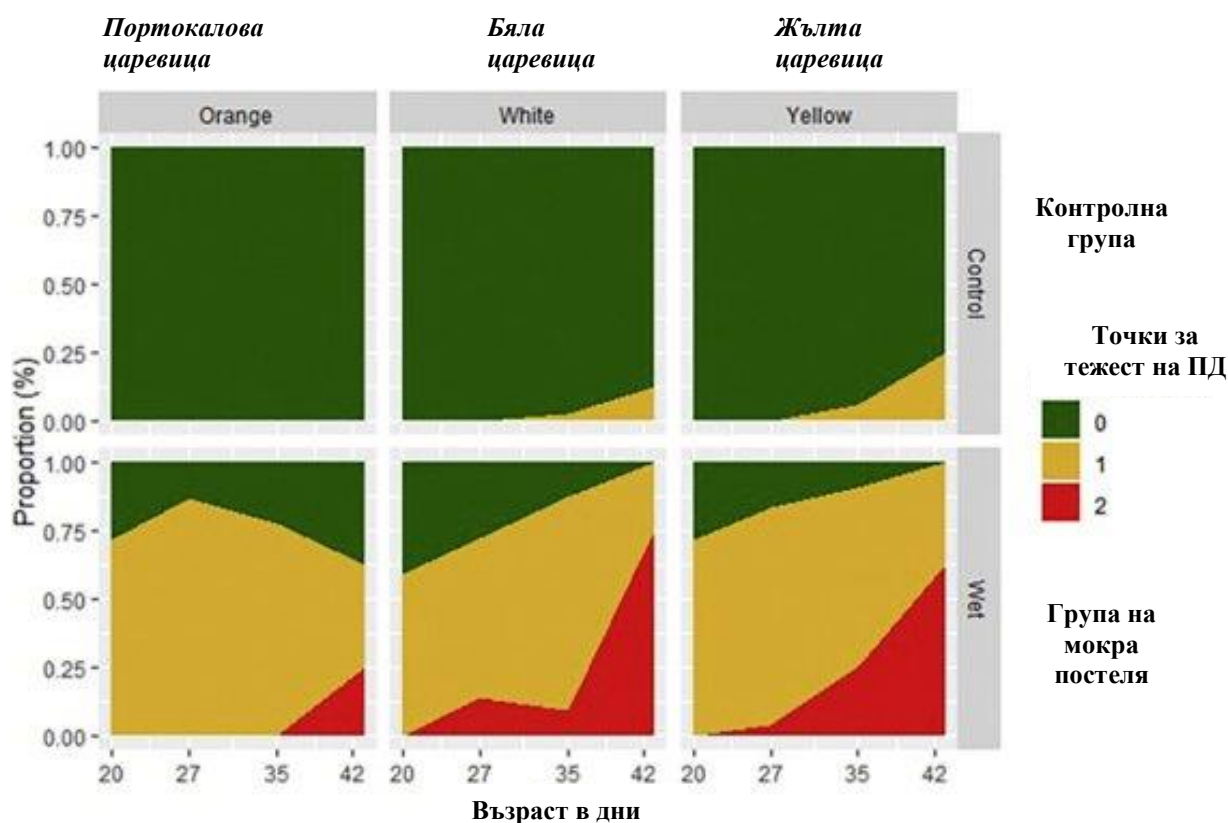 Портокалова
царевица
Бяла
царевица
Жълта
царевица
Orange
White
Yellow
1.00
0.75
0.50
0.25
0.00
Control
Контролна
група
Proportion (%)
Точки за
тежест на ПД
0
1
2
1.00
0.75
0.50
0.25
0.00
Wet
Група на
мокра
постеля
20 27 35 42
20 27 35 42
20 27 35 42
Възраст в дни